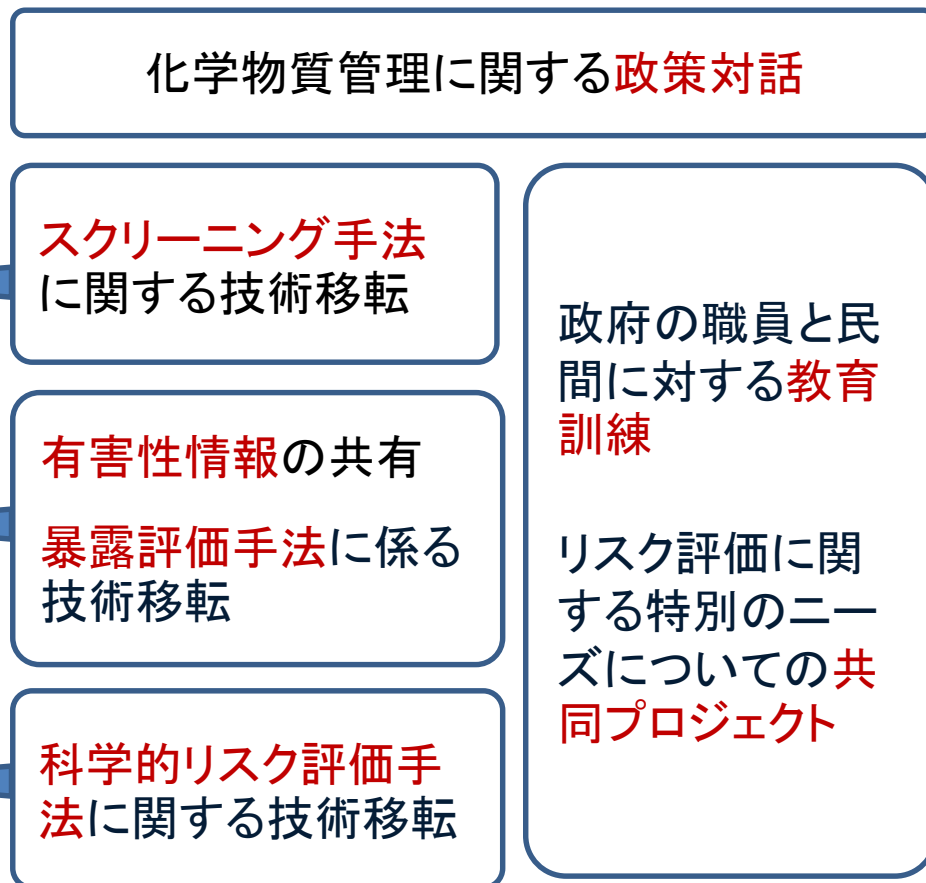 化学物質管理に関する政策対話
スクリーニング手法
に関する技術移転
有害性情報の共有
暴露評価手法に係る
技術移転
科学的リスク評価手
法に関する技術移転
政府の職員と民
間に対する教育
訓練
リスク評価に関
する特別のニー
ズについての共
同プロジェクト